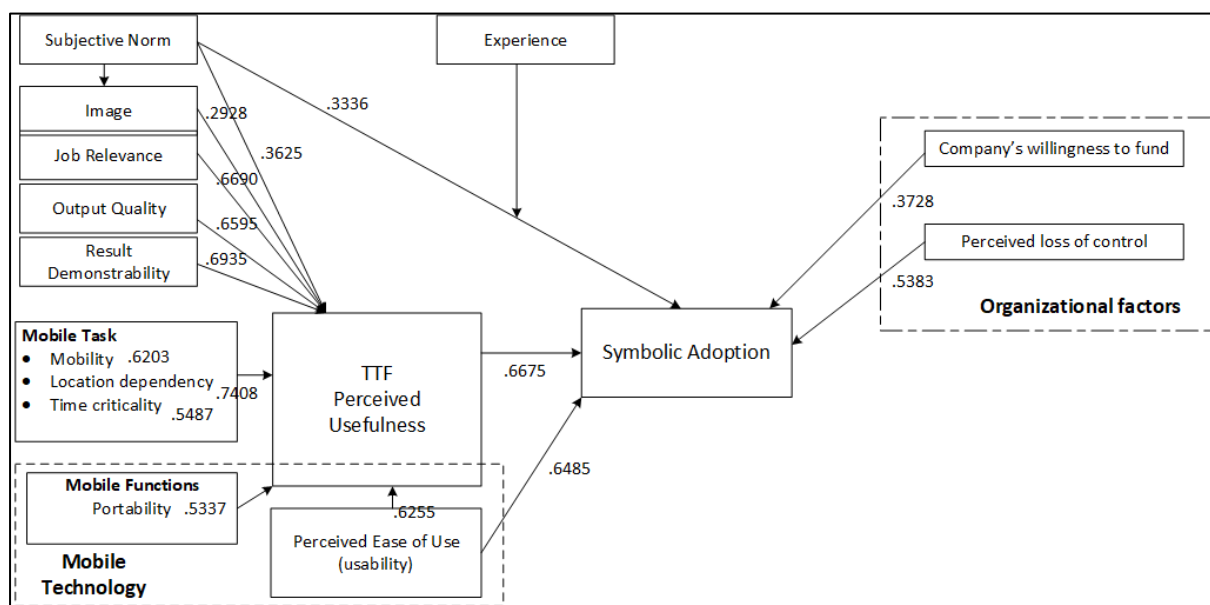 Subjective Norm
Experience
Image
.2928
.3336
Job Relevance
.3625
.6690
Company's willingness to fund
Output Quality
.6595
.3728
Result
Demonstrability
.6935
Perceived loss of control
.5383
Organizational factors
Mobile Task
● Mobility .6203
● Location dependency .7408
● Time criticality .5487
TTF
Perceived
Usefulness
.6675
Symbolic Adoption
.6485
Mobile Functions
Portability .5337
.6255
Perceived Ease of Use
(usability)
Mobile
Technology